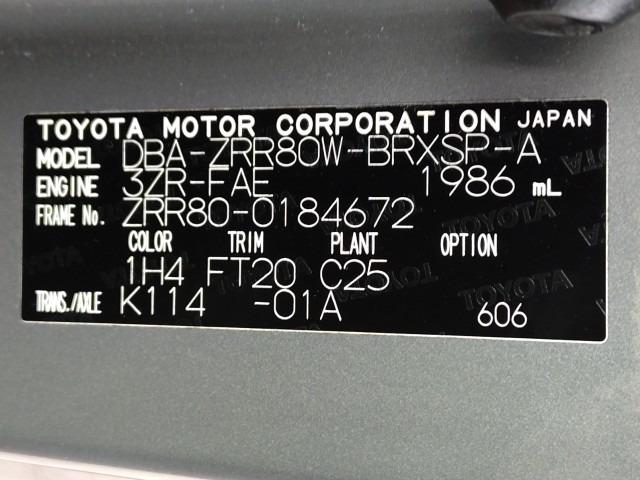 TOYOTA MOTOR CORPORATION JAPAN
MODEL DBA-ZRR80W-BRXSP-A
ENGINE 3ZR-FAE 1986 mL
FRAME No. ZRR80-0184672
COLOR TRIM PLANT OPTION
1H4 FT20 C25
TRANS./AXLE K114 -01A 606